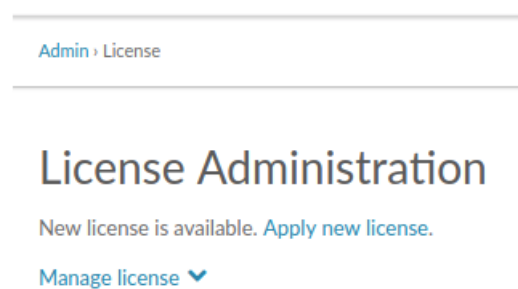 Admin › License
License Administration
New license is available. Apply new license.
Manage license